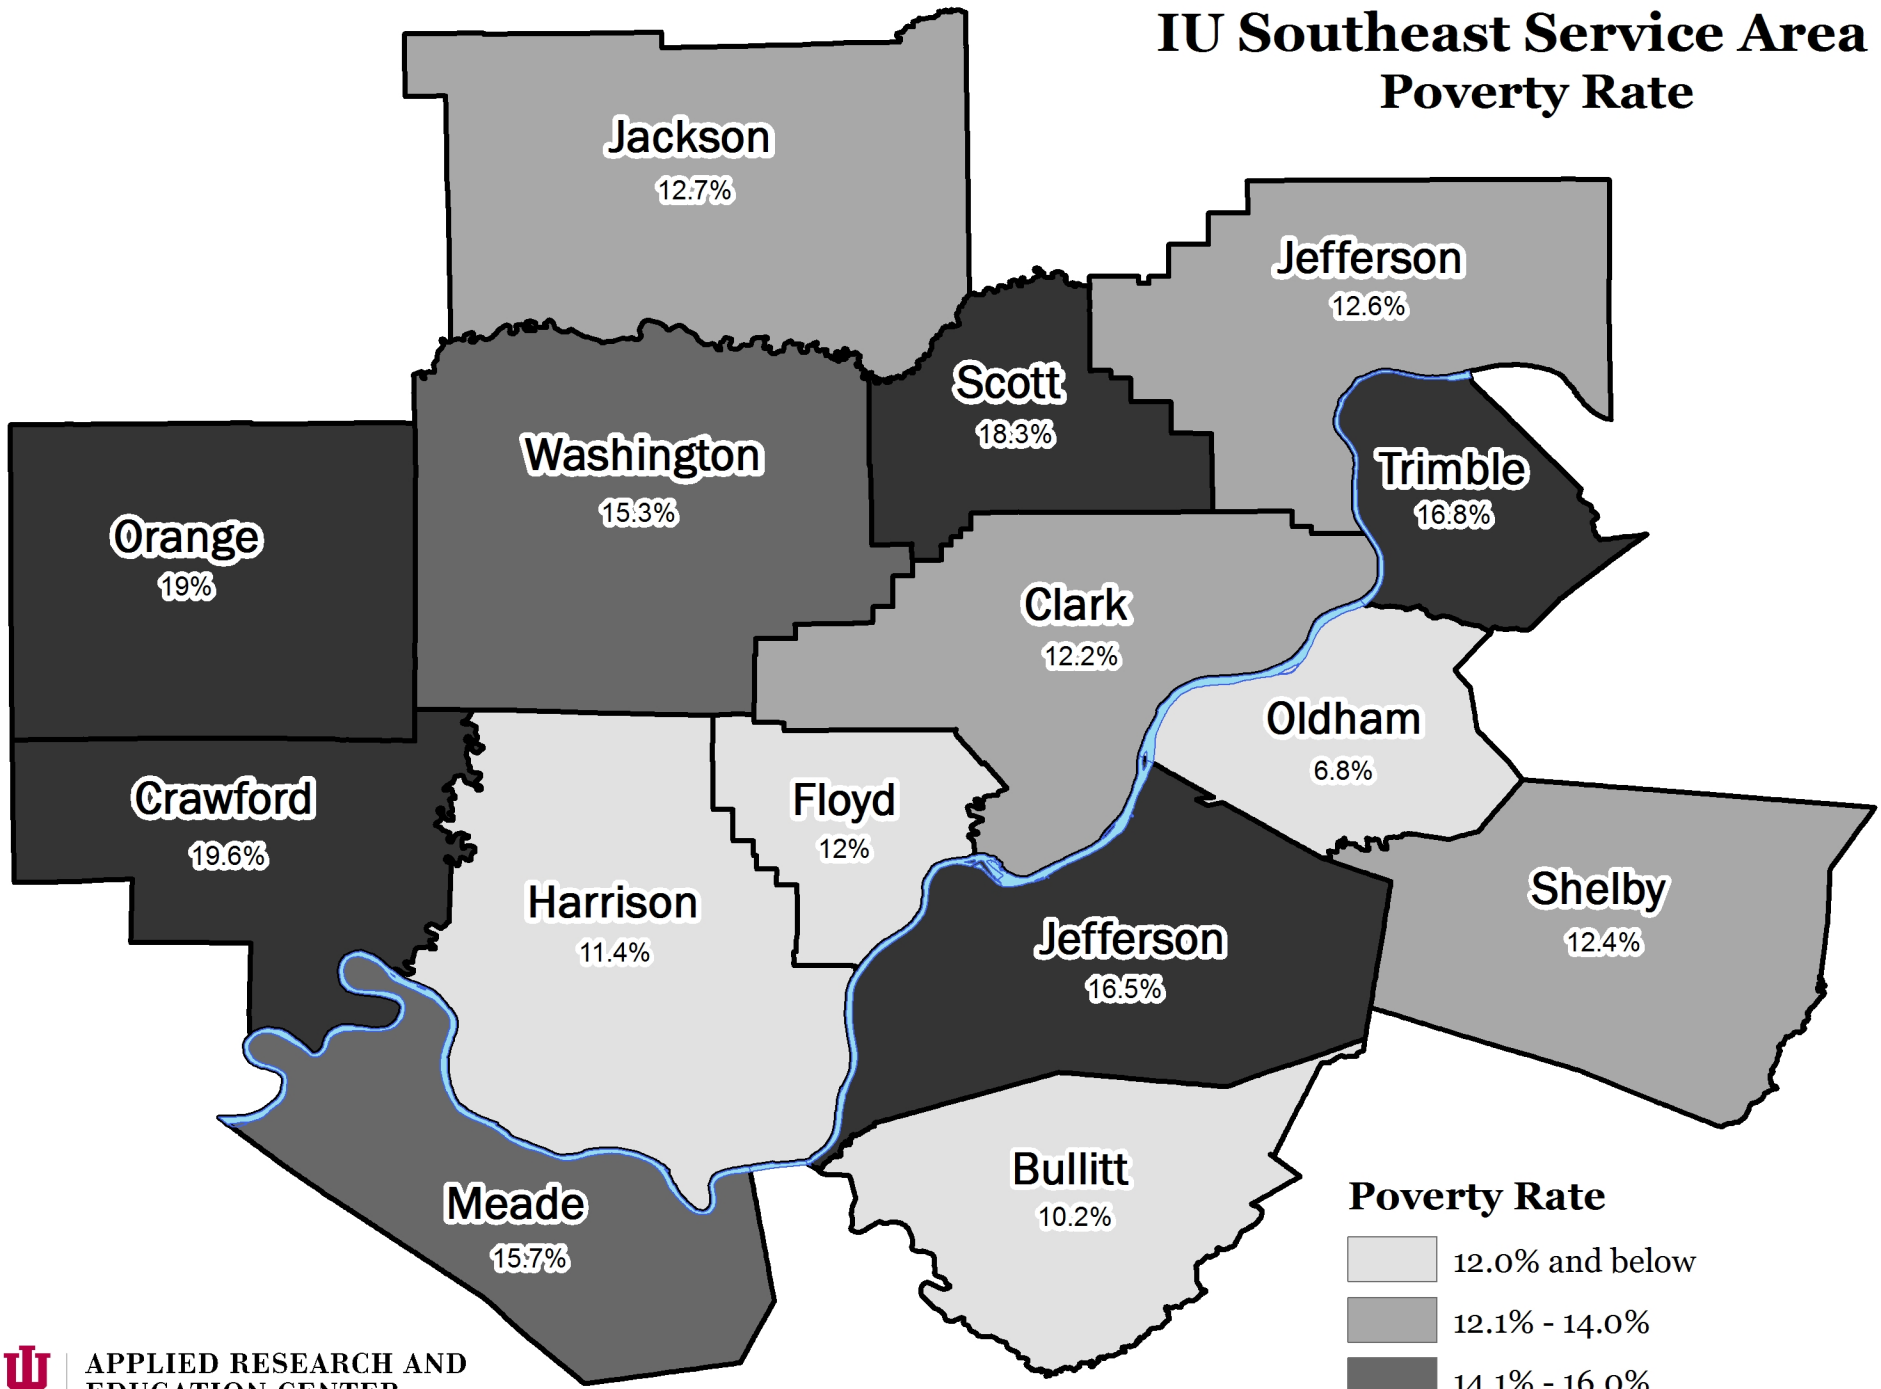 IU Southeast Service Area
Poverty Rate
Jackson
12.7%
Jefferson
12.6%
Scott
18.3%
Washington
15.3%
Trimble
16.8%
Orange
19%
Clark
12.2%
Oldham
6.8%
Crawford
19.6%
Floyd
12%
Harrison
11.4%
Shelby
12.4%
Jefferson
16.5%
Bullitt
10.2%
Meade
15.7%
Poverty Rate
12.0% and below
12.1% - 14.0%
14.1% - 16.0%
APPLIED RESEARCH AND
EDUCATION CENTER